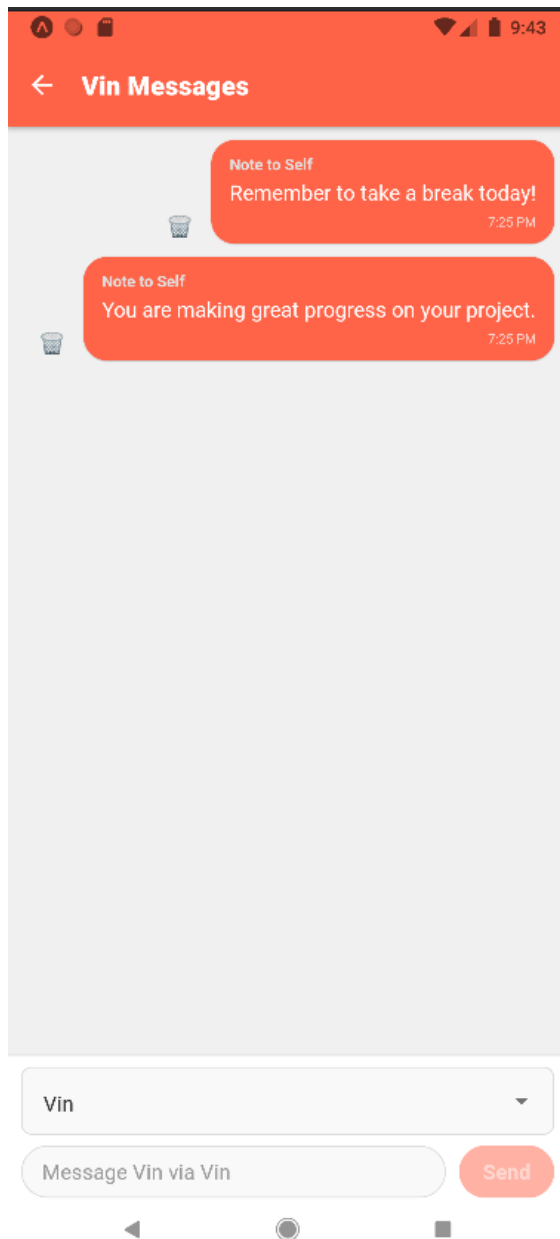 9:43
Vin Messages
Note to Self
Remember to take a break today!
7:25 PM
Note to Self
You are making great progress on your project.
7:25 PM
Vin
Message Vin via Vin
Send